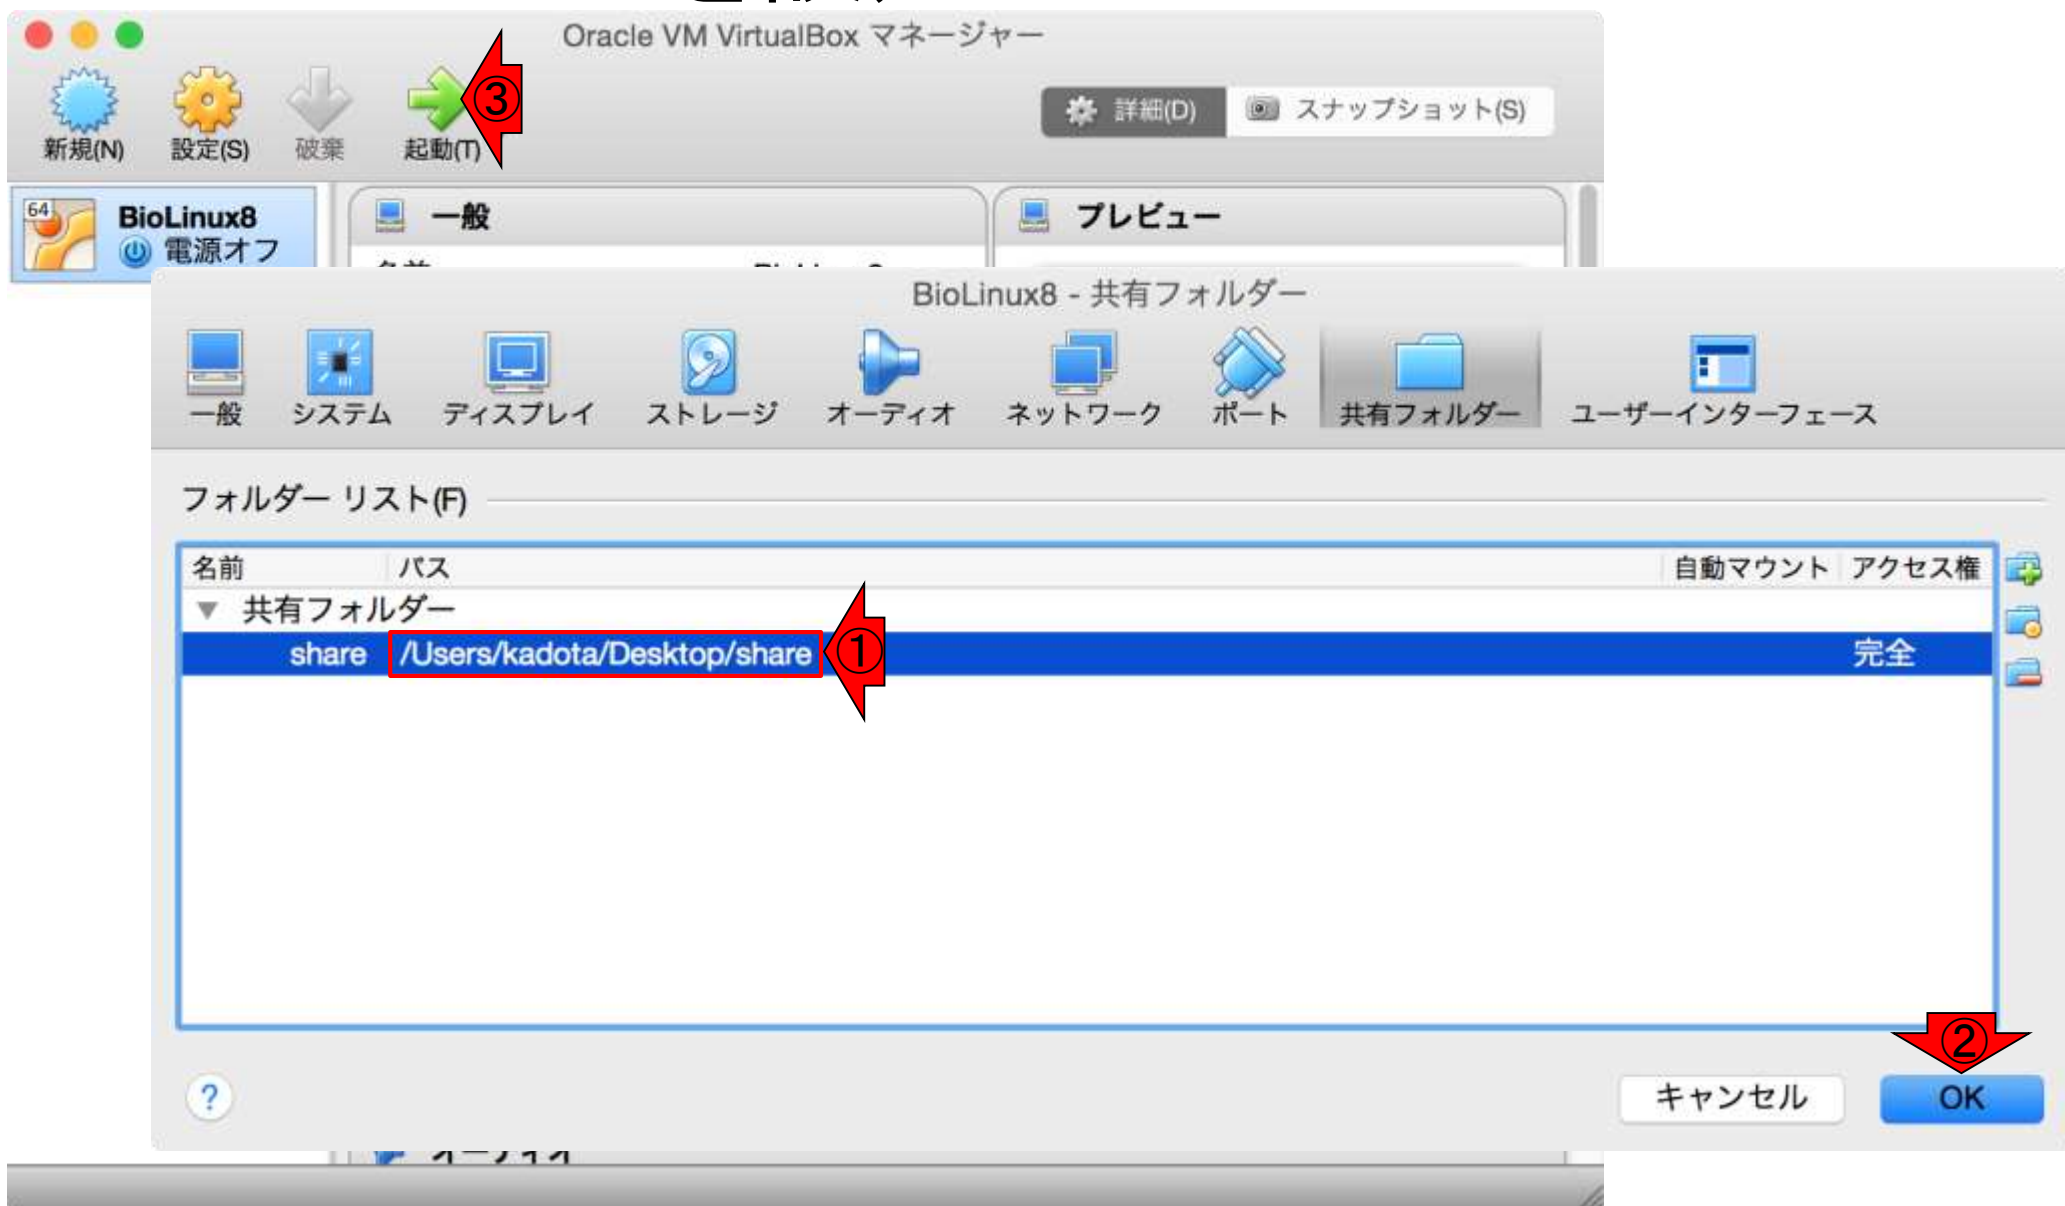 Oracle VM VirtualBox マネージャー
③
新規(N) 設定(S) 破棄 起動(T)
詳細(D) スナップショット(S)
64
BioLinux8
電源オフ
一般
プレビュー
BioLinux8 - 共有フォルダー
一般 システム ディスプレイ ストレージ オーディオ ネットワーク ポート 共有フォルダー ユーザーインターフェース
フォルダー リスト(F)
名前 パス 自動マウント アクセス権
▼ 共有フォルダー
share /Users/kadota/Desktop/share ① 完全
②
? キャンセル OK
オーディオ